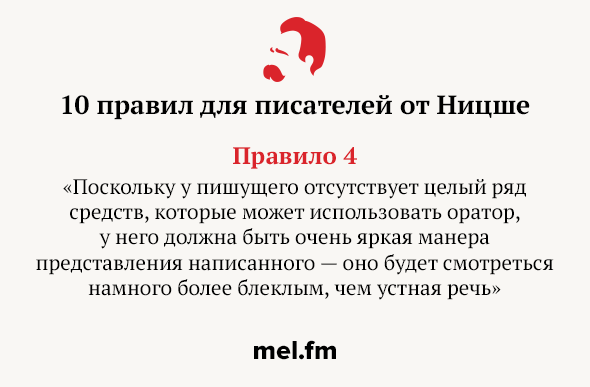 10 правил для писателей от Ницше
Правило 4
«Поскольку у пишущего отсутствует целый ряд
средств, которые может использовать оратор,
у него должна быть очень яркая манера
представления написанного — оно будет смотреться
намного более блеклым, чем устная речь»
mel.fm